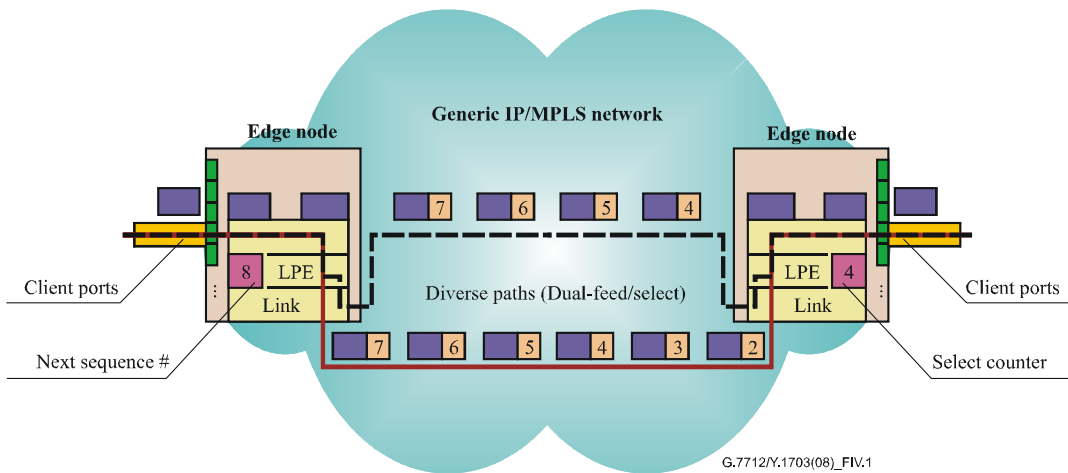 Generic IP/MPLS network
Edge node
Edge node
7 6 5 4
8 LPE
LPE 4
Client ports
Diverse paths (Dual-feed/select)
Client ports
Link
Link
7 6 5 4 3 2
Next sequence #
Select counter
G.7712/Y.1703(08)_FIV.1